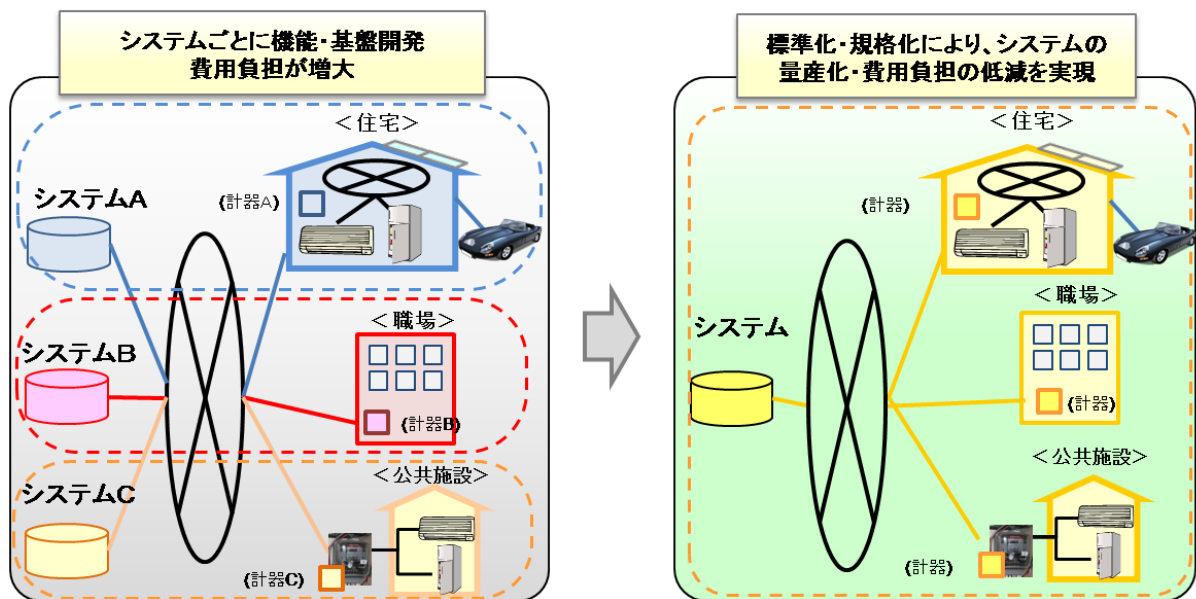 システムごとに機能・基盤開発
費用負担が増大
＜住宅＞
システムA
(計器A)
＜職場＞
システムB
(計器B)
＜公共施設＞
システムC
(計器C)
標準化・規格化により、システムの
量産化・費用負担の低減を実現
＜住宅＞
(計器)
＜職場＞
システム
(計器)
＜公共施設＞
(計器)